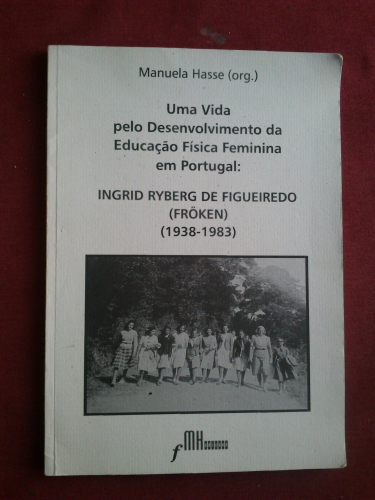 Manuela Hasse (org.)
Uma Vida
pelo Desenvolvimento da
Educação Física Feminina
em Portugal:
INGRID RYBERG DE FIGUEIREDO
(FRÖKEN)
(1938-1983)
fMH